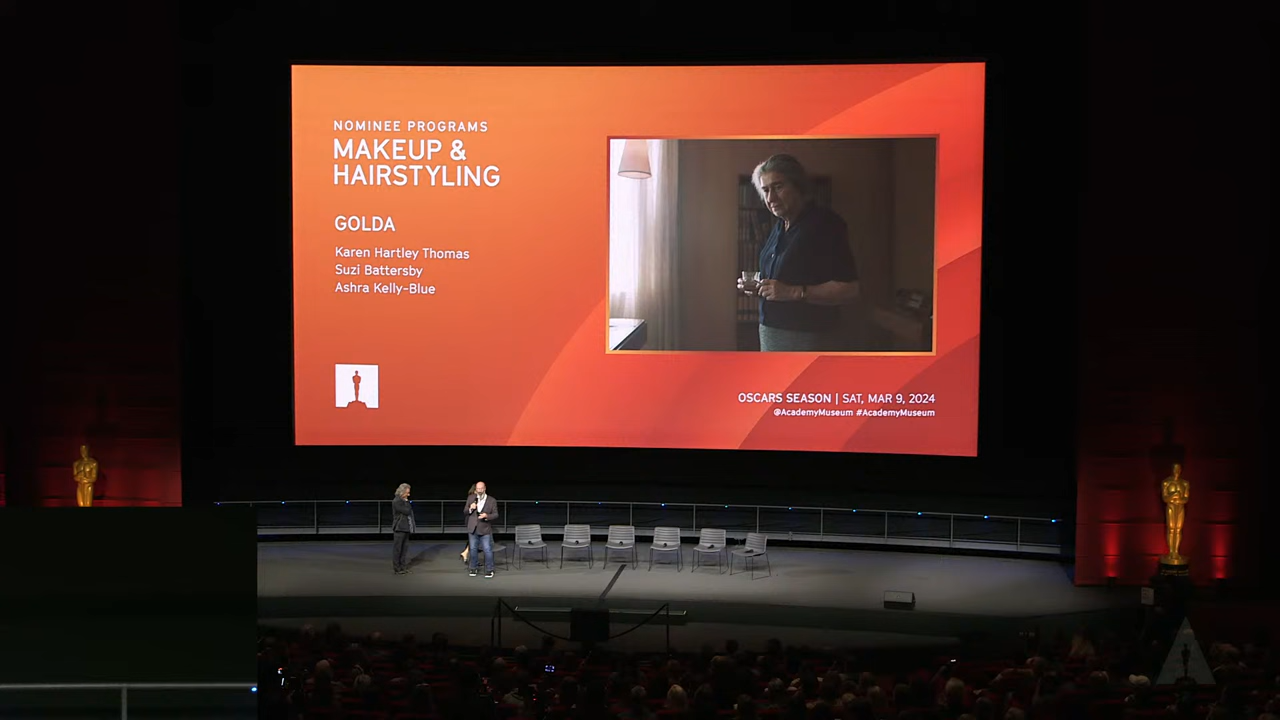 NOMINEE PROGRAMS
MAKEUP &
HAIRSTYLING
GOLDA
Karen Hartley Thomas
Suzi Battersby
Ashra Kelly-Blue
OSCARS SEASON | SAT, MAR 9, 2024
@AcademyMuseum #AcademyMuseum